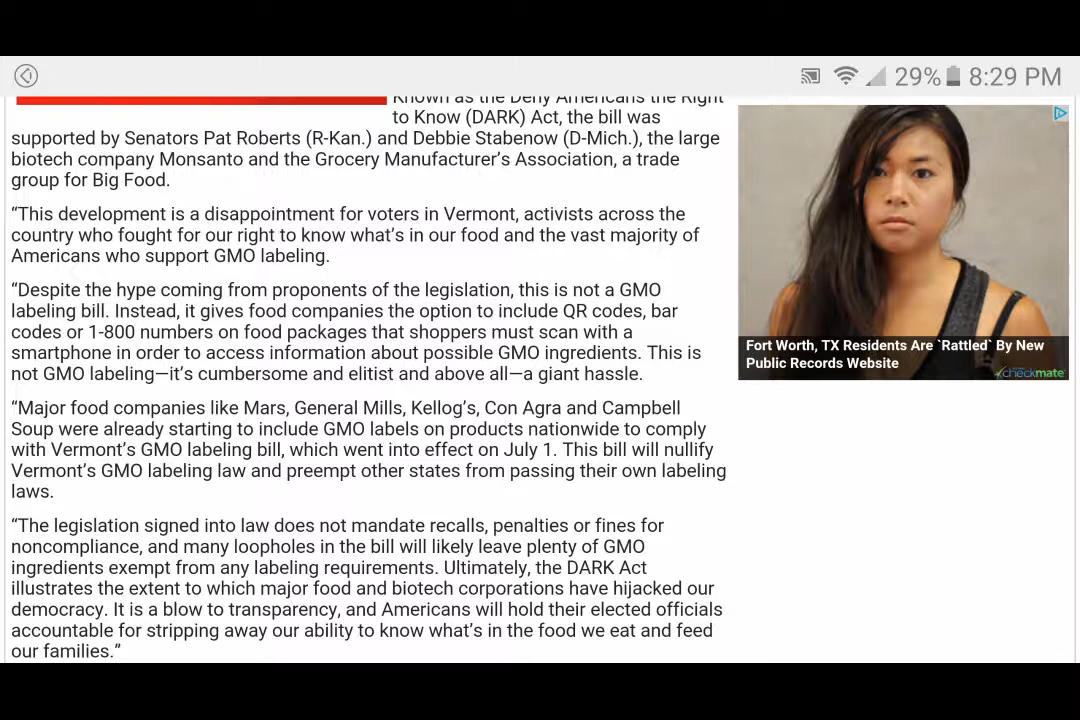 29% 8:29 PM
Known as the Deny Americans the Right
to Know (DARK) Act, the bill was
supported by Senators Pat Roberts (R-Kan.) and Debbie Stabenow (D-Mich.), the large
biotech company Monsanto and the Grocery Manufacturer’s Association, a trade
group for Big Food.
“This development is a disappointment for voters in Vermont, activists across the
country who fought for our right to know what’s in our food and the vast majority of
Americans who support GMO labeling.
“Despite the hype coming from proponents of the legislation, this is not a GMO
labeling bill. Instead, it gives food companies the option to include QR codes, bar
codes or 1-800 numbers on food packages that shoppers must scan with a
smartphone in order to access information about possible GMO ingredients. This is
not GMO labeling—it’s cumbersome and elitist and above all—a giant hassle.
“Major food companies like Mars, General Mills, Kellog’s, Con Agra and Campbell
Soup were already starting to include GMO labels on products nationwide to comply
with Vermont’s GMO labeling bill, which went into effect on July 1. This bill will nullify
Vermont’s GMO labeling law and preempt other states from passing their own labeling
laws.
“The legislation signed into law does not mandate recalls, penalties or fines for
noncompliance, and many loopholes in the bill will likely leave plenty of GMO
ingredients exempt from any labeling requirements. Ultimately, the DARK Act
illustrates the extent to which major food and biotech corporations have hijacked our
democracy. It is a blow to transparency, and Americans will hold their elected officials
accountable for stripping away our ability to know what’s in the food we eat and feed
our families.”
Fort Worth, TX Residents Are `Rattled` By New
Public Records Website
checkmate